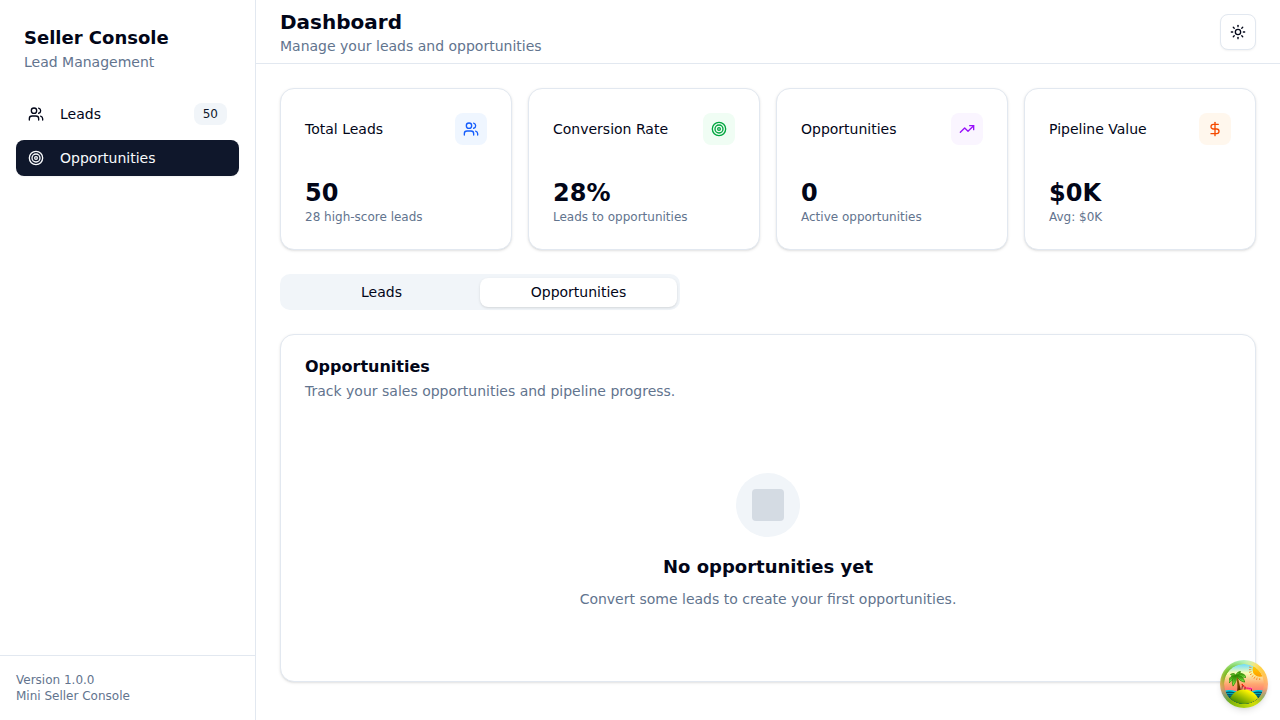 Seller Console
Lead Management
Leads 50
Opportunities
Version 1.0.0
Mini Seller Console
Dashboard
Manage your leads and opportunities
Total Leads
50
28 high-score leads
Conversion Rate
28%
Leads to opportunities
Opportunities
0
Active opportunities
Pipeline Value
$0K
Avg: $0K
Leads
Opportunities
Opportunities
Track your sales opportunities and pipeline progress.
No opportunities yet
Convert some leads to create your first opportunities.